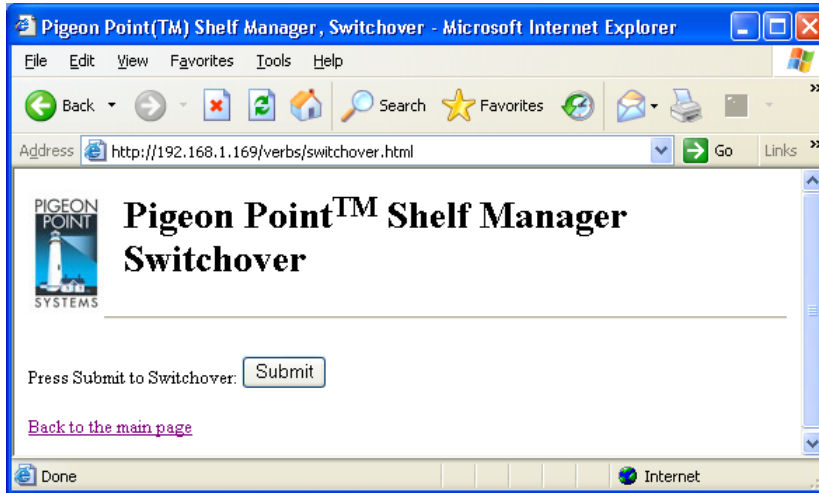 Pigeon Point(TM) Shelf Manager, Switchover - Microsoft Internet Explorer
File Edit View Favorites Tools Help
Back Search Favorites
Address http://192.168.1.169/verbs/switchover.html Go Links
PIGEON
POINT
SYSTEMS
Pigeon PointTM Shelf Manager
Switchover
Press Submit to Switchover: Submit
Back to the main page
Done Internet